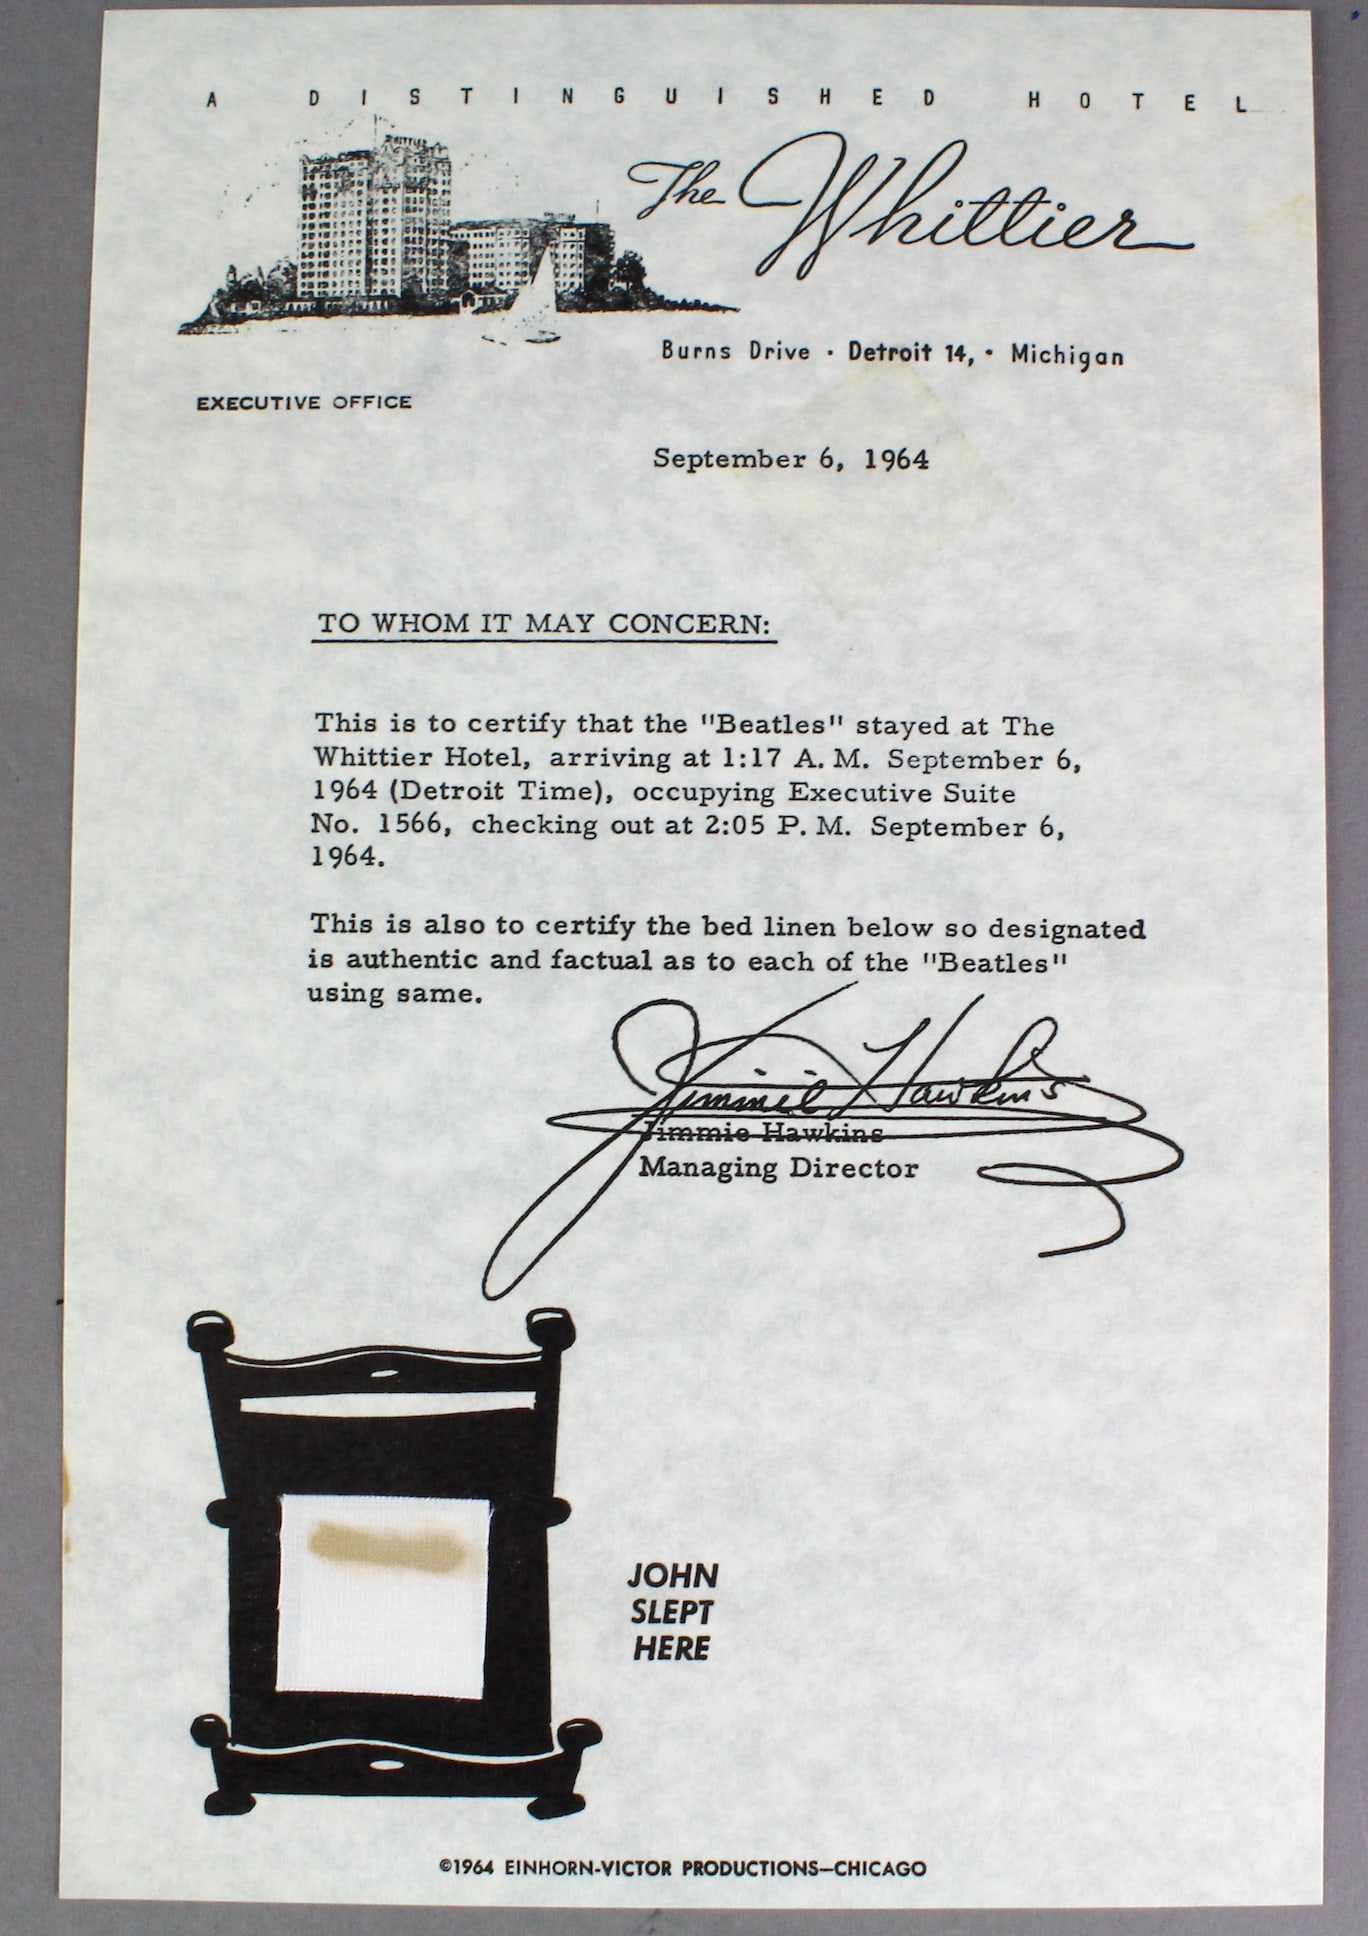 A DISTINGUISHED HOTEL
The Whittier
Burns Drive · Detroit 14, · Michigan
EXECUTIVE OFFICE
September 6, 1964
TO WHOM IT MAY CONCERN:
This is to certify that the "Beatles" stayed at The
Whittier Hotel, arriving at 1:17 A. M. September 6,
1964 (Detroit Time), occupying Executive Suite
No. 1566, checking out at 2:05 P. M. September 6,
1964.
This is also to certify the bed linen below so designated
is authentic and factual as to each of the "Beatles"
using same.
Jimmie Hawkins
Jimmie Hawkins
Managing Director
JOHN
SLEPT
HERE
©1964 EINHORN-VICTOR PRODUCTIONS—CHICAGO